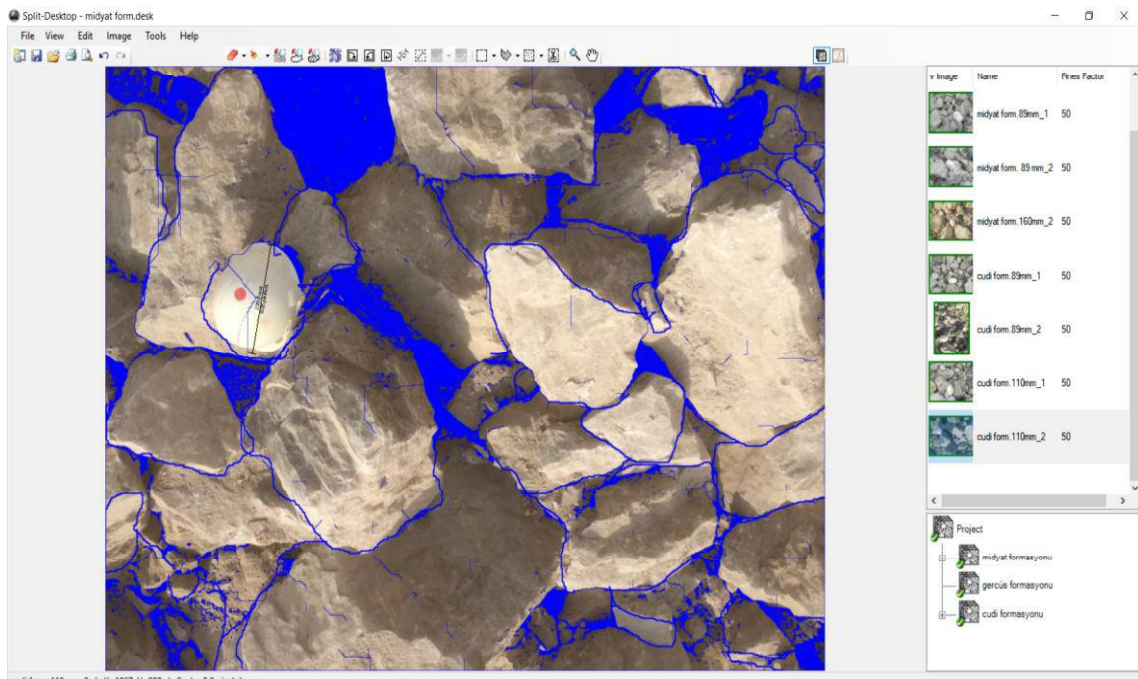 Split-Desktop - midyat form.desk
File View Edit Image Tools Help
v Image Name Fines Factor
midyat form.89mm_1 50
midyat form. 89 mm_2 50
midyat form.160mm_2 50
cudi form.89mm_1 50
cudi form.89mm_2 50
cudi form.110mm_1 50
cudi form.110mm_2 50
Project
midyat formasyonu
gercüs formasyonu
cudi formasyonu